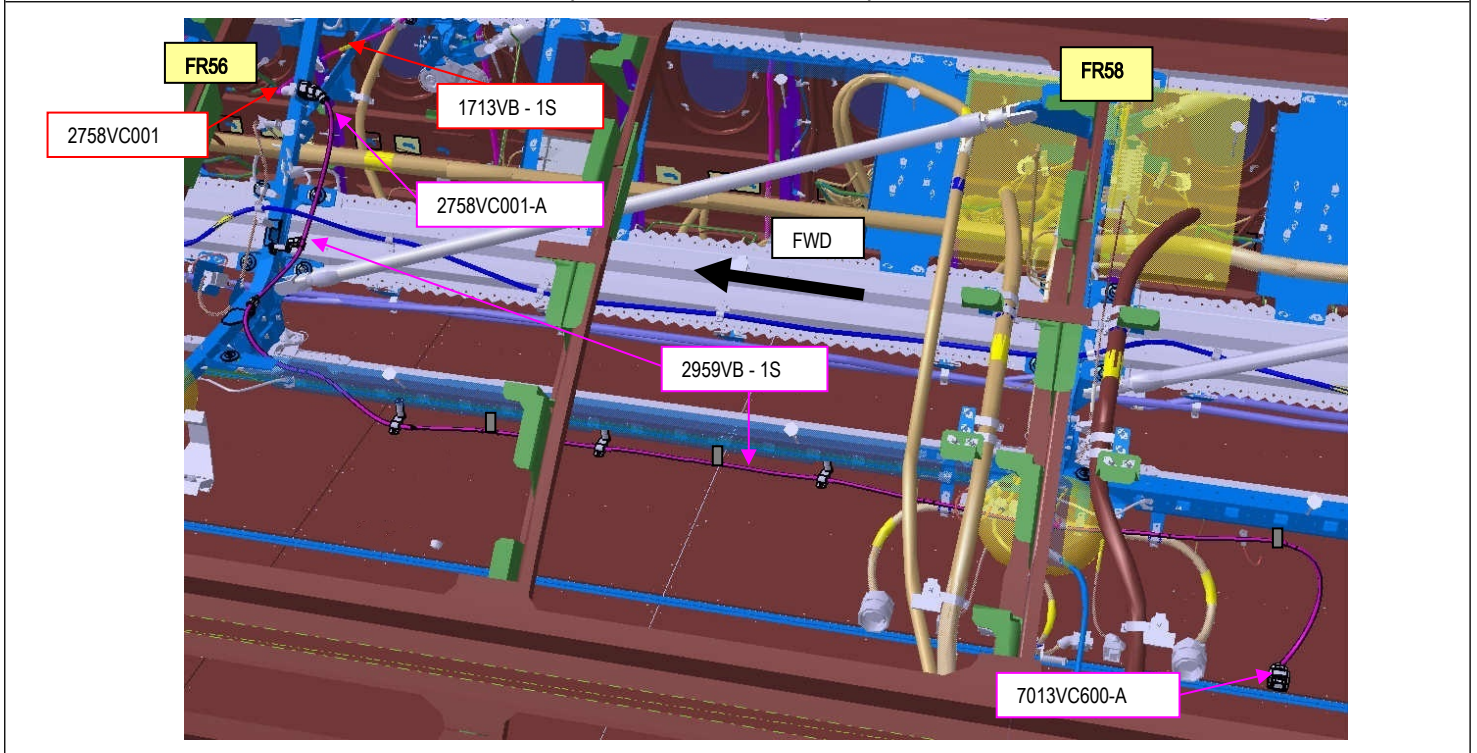 FR56
FR58
1713VB - 1S
2758VC001
2758VC001-A
FWD
2959VB - 1S
7013VC600-A